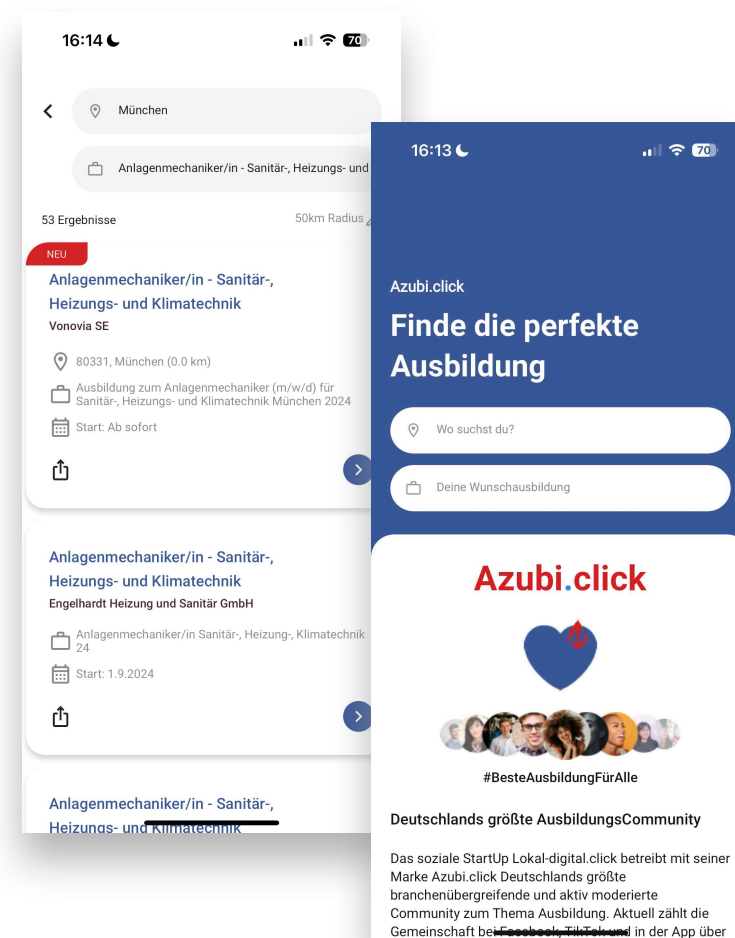 16:14
70
München
Anlagenmechaniker/in - Sanitär-, Heizungs- und
53 Ergebnisse
50km Radius
NEU
Anlagenmechaniker/in - Sanitär-,
Heizungs- und Klimatechnik
Vonovia SE
80331, München (0.0 km)
Ausbildung zum Anlagenmechaniker (m/w/d) für
Sanitär-, Heizungs- und Klimatechnik München 2024
Start: Ab sofort
Anlagenmechaniker/in - Sanitär-,
Heizungs- und Klimatechnik
Engelhardt Heizung und Sanitär GmbH
Anlagenmechaniker/in Sanitär-, Heizung-, Klimatechnik
24
Start: 1.9.2024
Anlagenmechaniker/in - Sanitär-,
Heizungs- und Klimatechnik
16:13
70
Azubi.click
Finde die perfekte
Ausbildung
Wo suchst du?
Deine Wunschausbildung
Azubi.click
#BesteAusbildungFürAlle
Deutschlands größte AusbildungsCommunity
Das soziale StartUp Lokal-digital.click betreibt mit seiner
Marke Azubi.click Deutschlands größte
branchenübergreifende und aktiv moderierte
Community zum Thema Ausbildung. Aktuell zählt die
Gemeinschaft bei Facebook, TikTok und in der App über